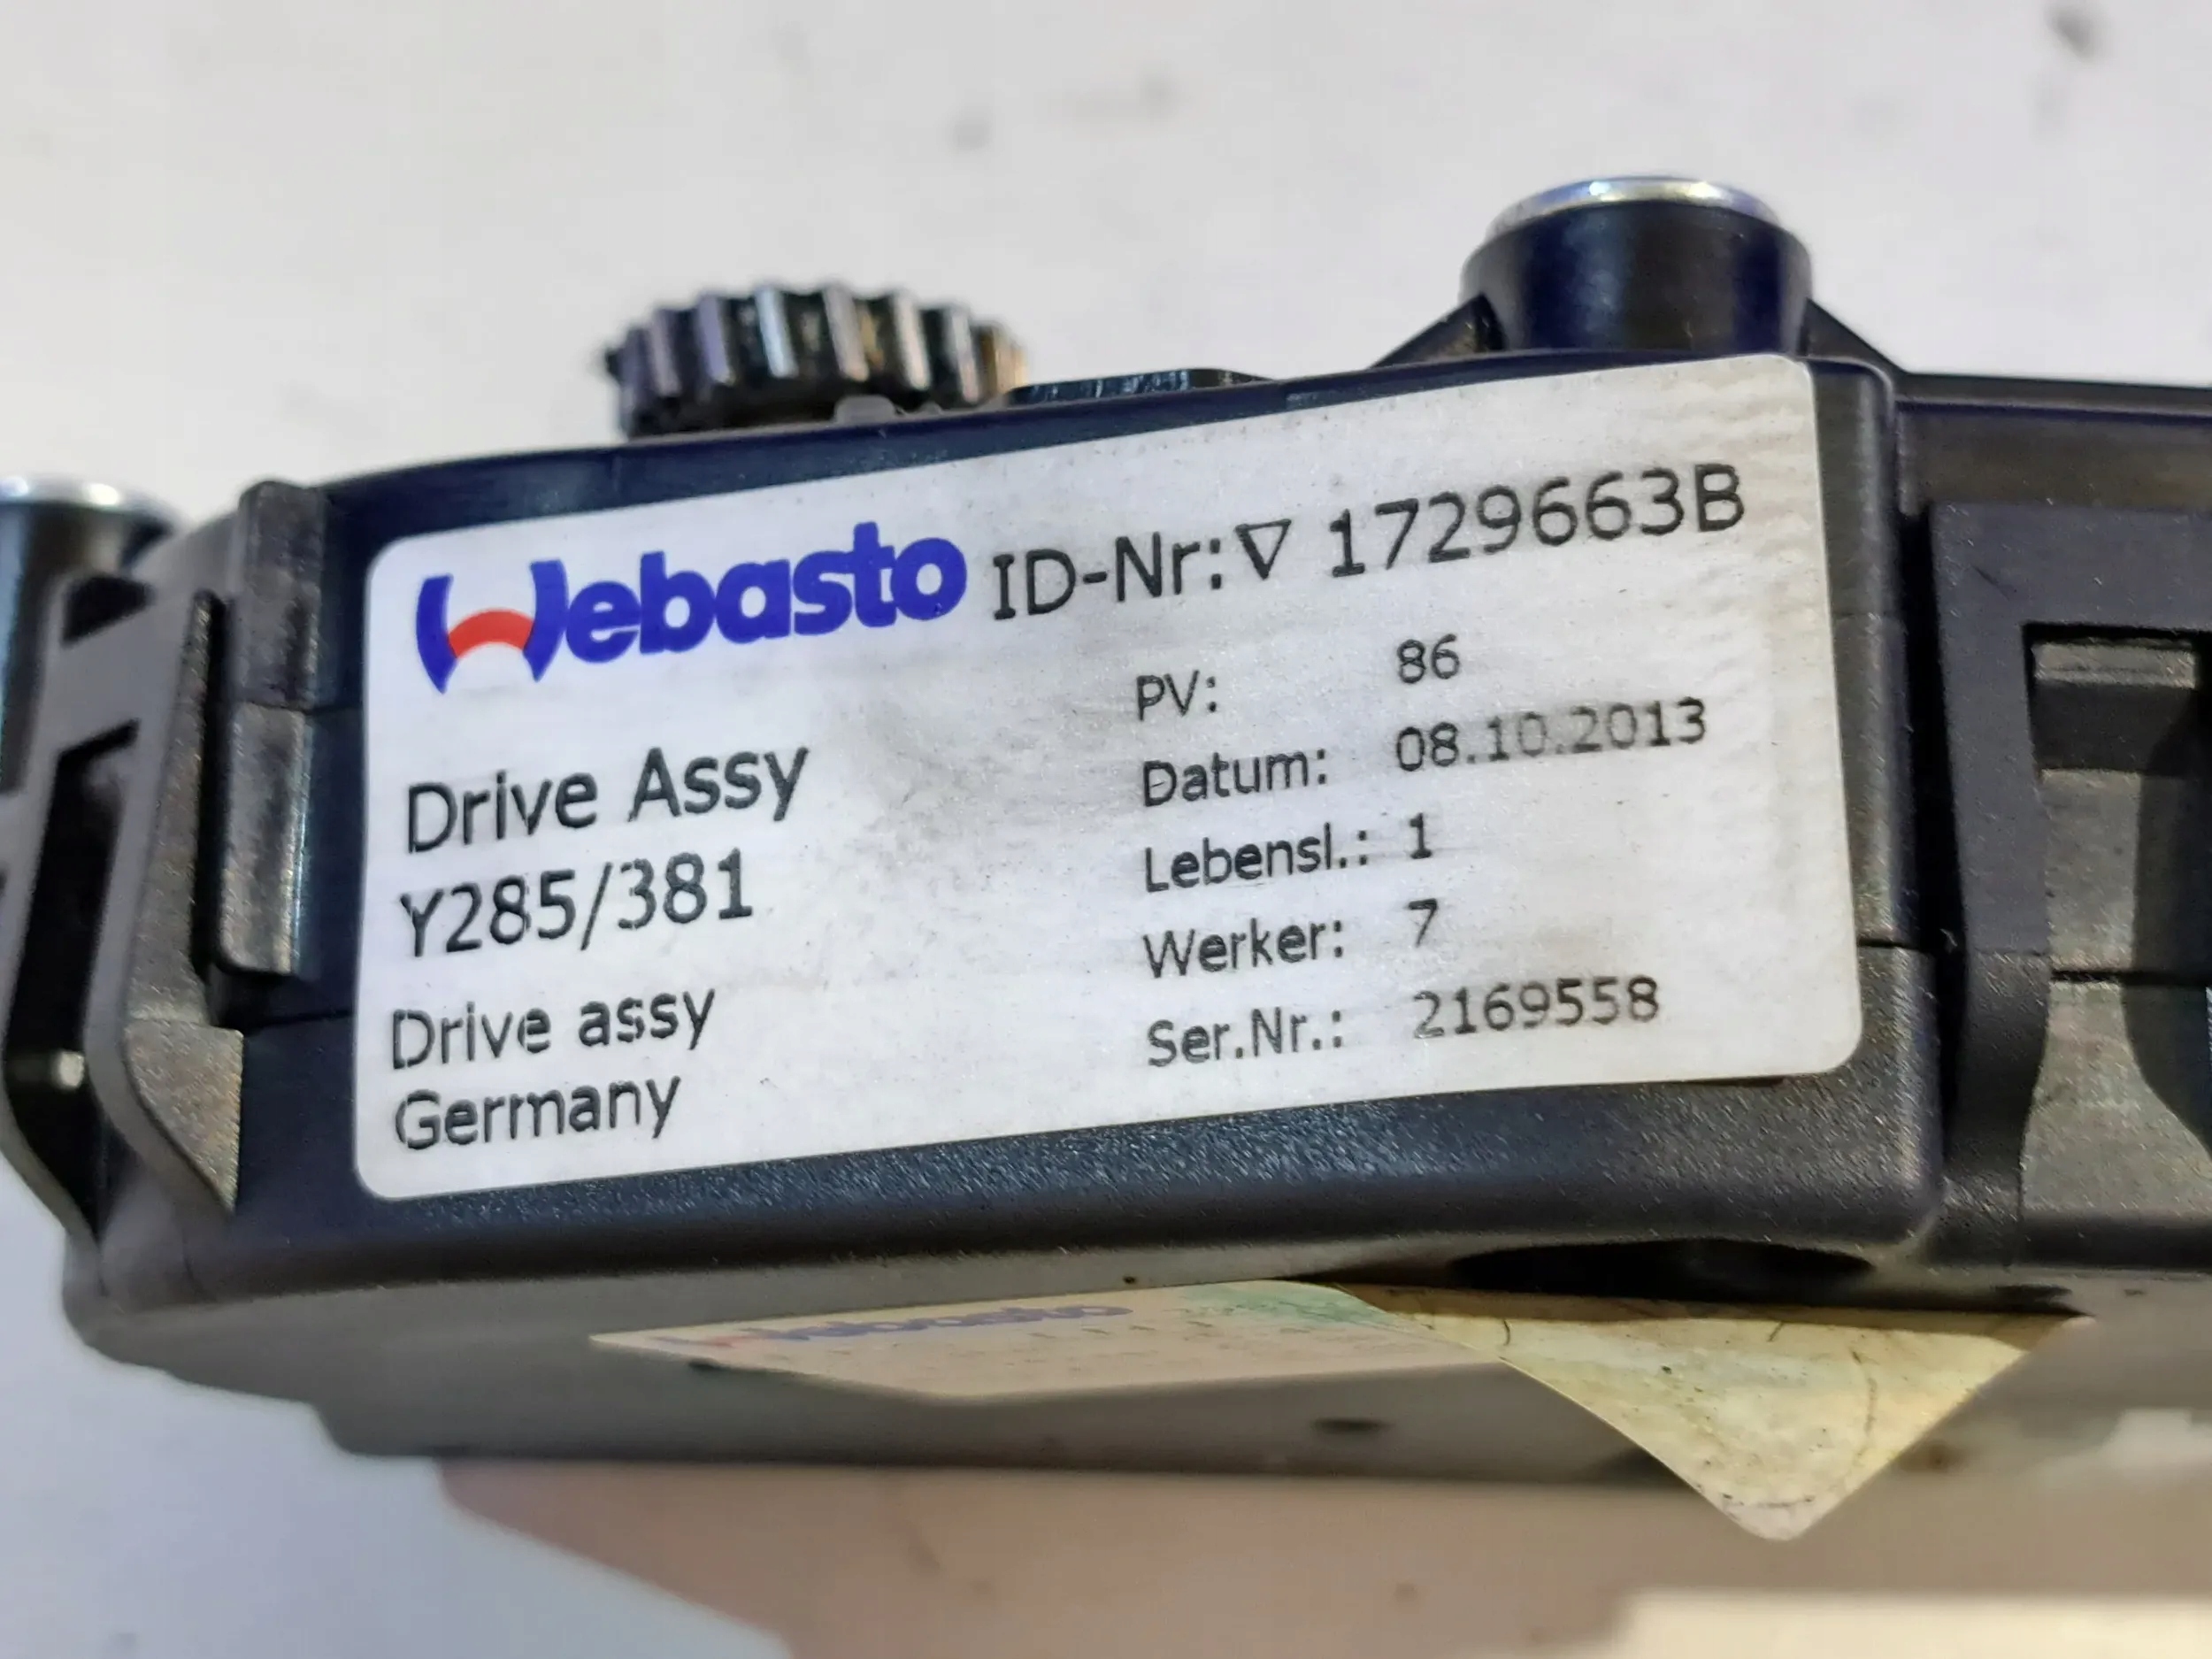 Webasto ID-Nr:∇ 1729663B
PV: 86
Datum: 08.10.2013
Lebensl.: 1
Werker: 7
Ser.Nr.: 2169558
Drive Assy
Y285/381
Drive assy
Germany
Webasto